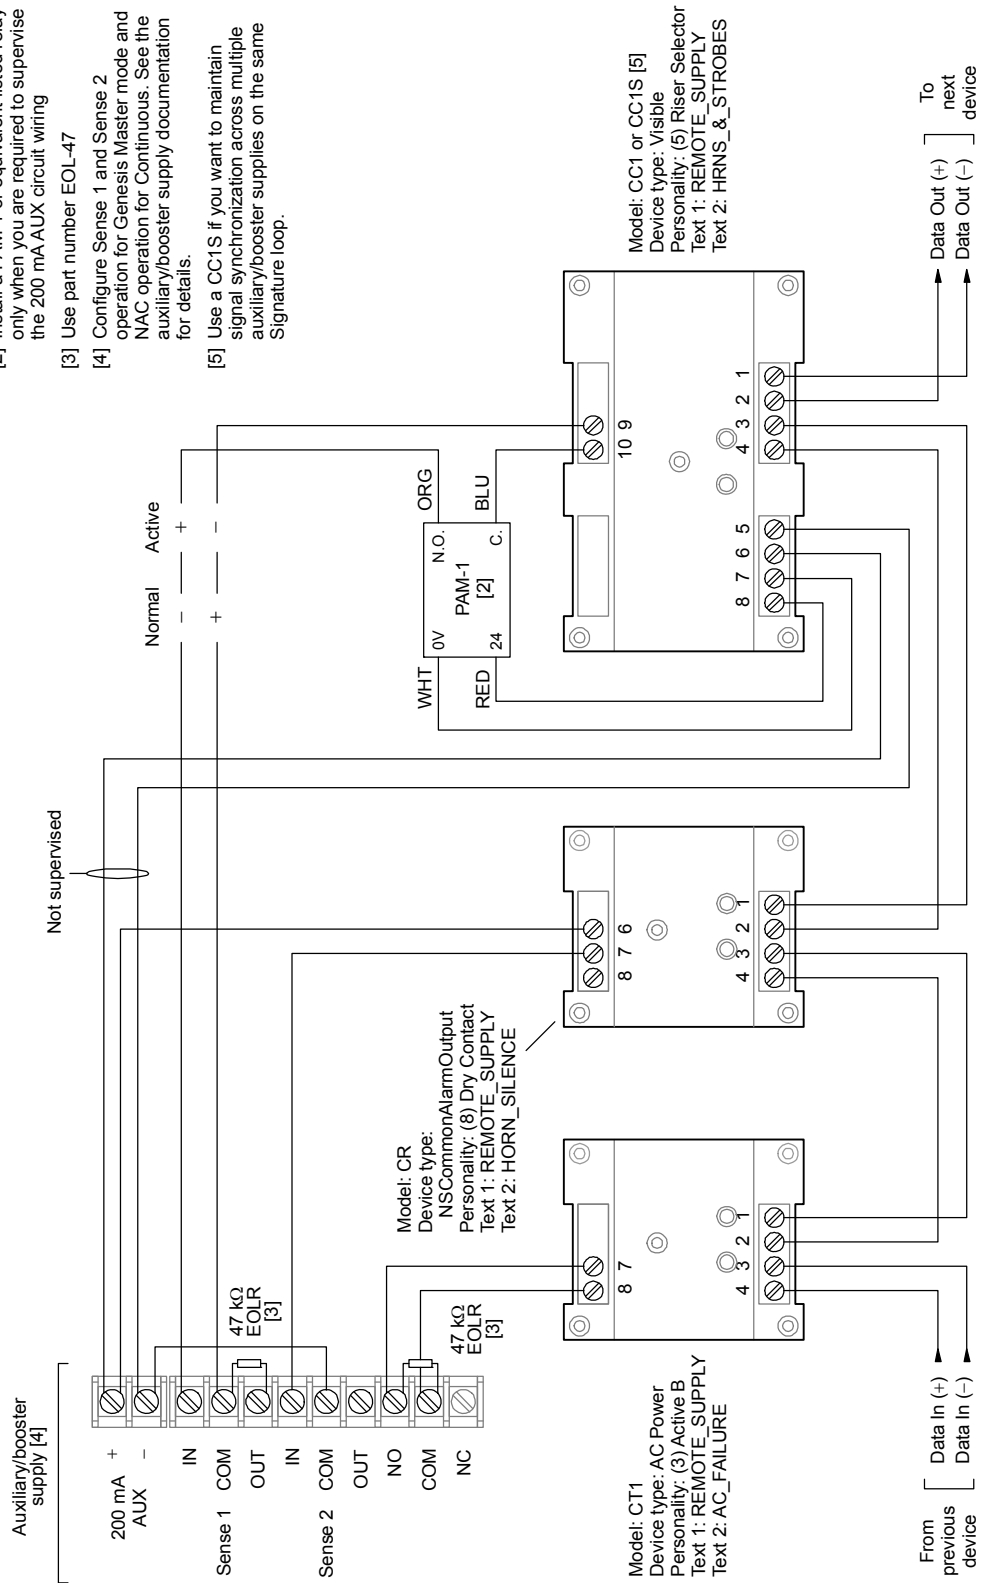 only when you are required to supervise
the 200 mA AUX circuit wiring
[3] Use part number EOL-47
[4] Configure Sense 1 and Sense 2
operation for Genesis Master mode and
NAC operation for Continuous. See the
auxiliary/booster supply documentation
for details.
[5] Use a CC1S if you want to maintain
signal synchronization across multiple
auxiliary/booster supplies on the same
Signature loop.
Auxiliary/booster
supply [4]
200 mA
AUX
+
−
Sense 1
IN
COM
OUT
Sense 2
IN
COM
OUT
NO
COM
NC
47 kΩ
EOLR
[3]
47 kΩ
EOLR
[3]
Not supervised
Normal
Active
−
+
+
−
WHT
RED
0V
24
PAM-1
[2]
N.O.
C.
ORG
BLU
Model: CT1
Device type: AC Power
Personality: (3) Active B
Text 1: REMOTE_SUPPLY
Text 2: AC_FAILURE
8 7
4 3 2 1
Model: CR
Device type:
NSCommonAlarmOutput
Personality: (8) Dry Contact
Text 1: REMOTE_SUPPLY
Text 2: HORN_SILENCE
8 7 6
4 3 2 1
Model: CC1 or CC1S [5]
Device type: Visible
Personality: (5) Riser Selector
Text 1: REMOTE_SUPPLY
Text 2: HRNS_&_STROBES
10 9
8 7 6 5 4 3 2 1
From
previous
device
Data In (+)
Data In (−)
Data Out (+)
Data Out (−)
To
next
device